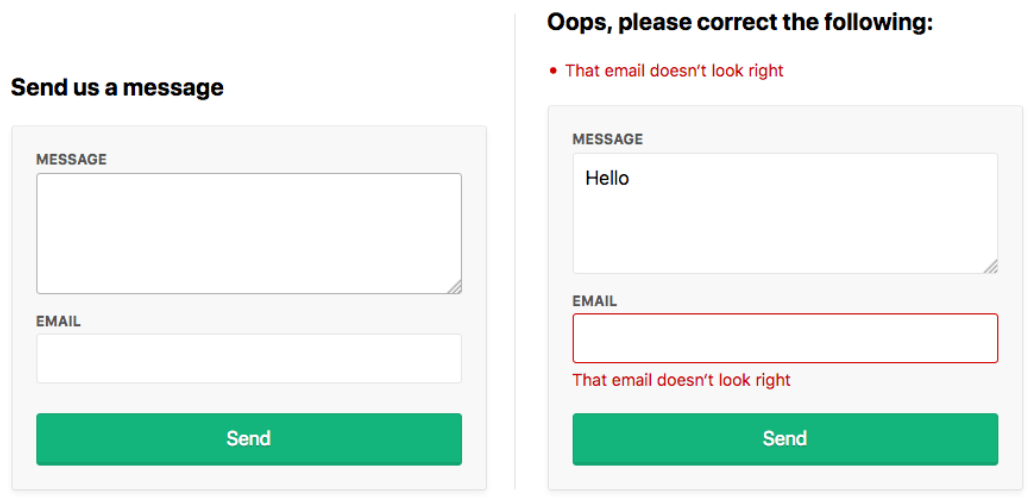 Send us a message
MESSAGE
EMAIL
Send
Oops, please correct the following:
• That email doesn’t look right
MESSAGE
Hello
EMAIL
That email doesn’t look right
Send